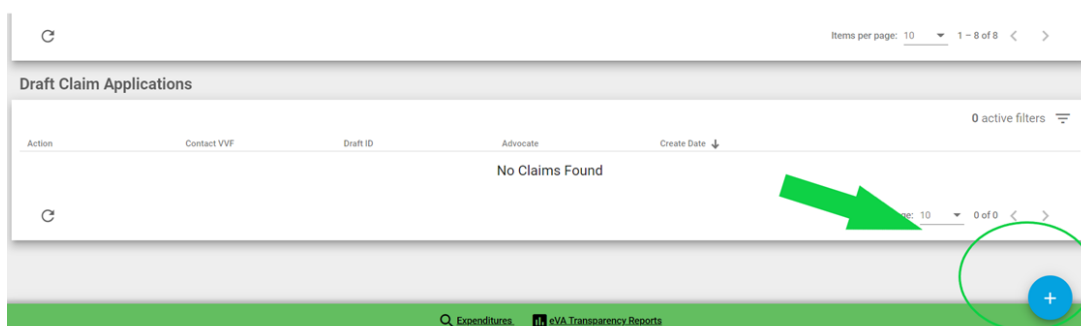 Items per page: 10 1 – 8 of 8
Draft Claim Applications
0 active filters
Action Contact VVF Draft ID Advocate Create Date
No Claims Found
10 0 of 0
Expenditures eVA Transparency Reports